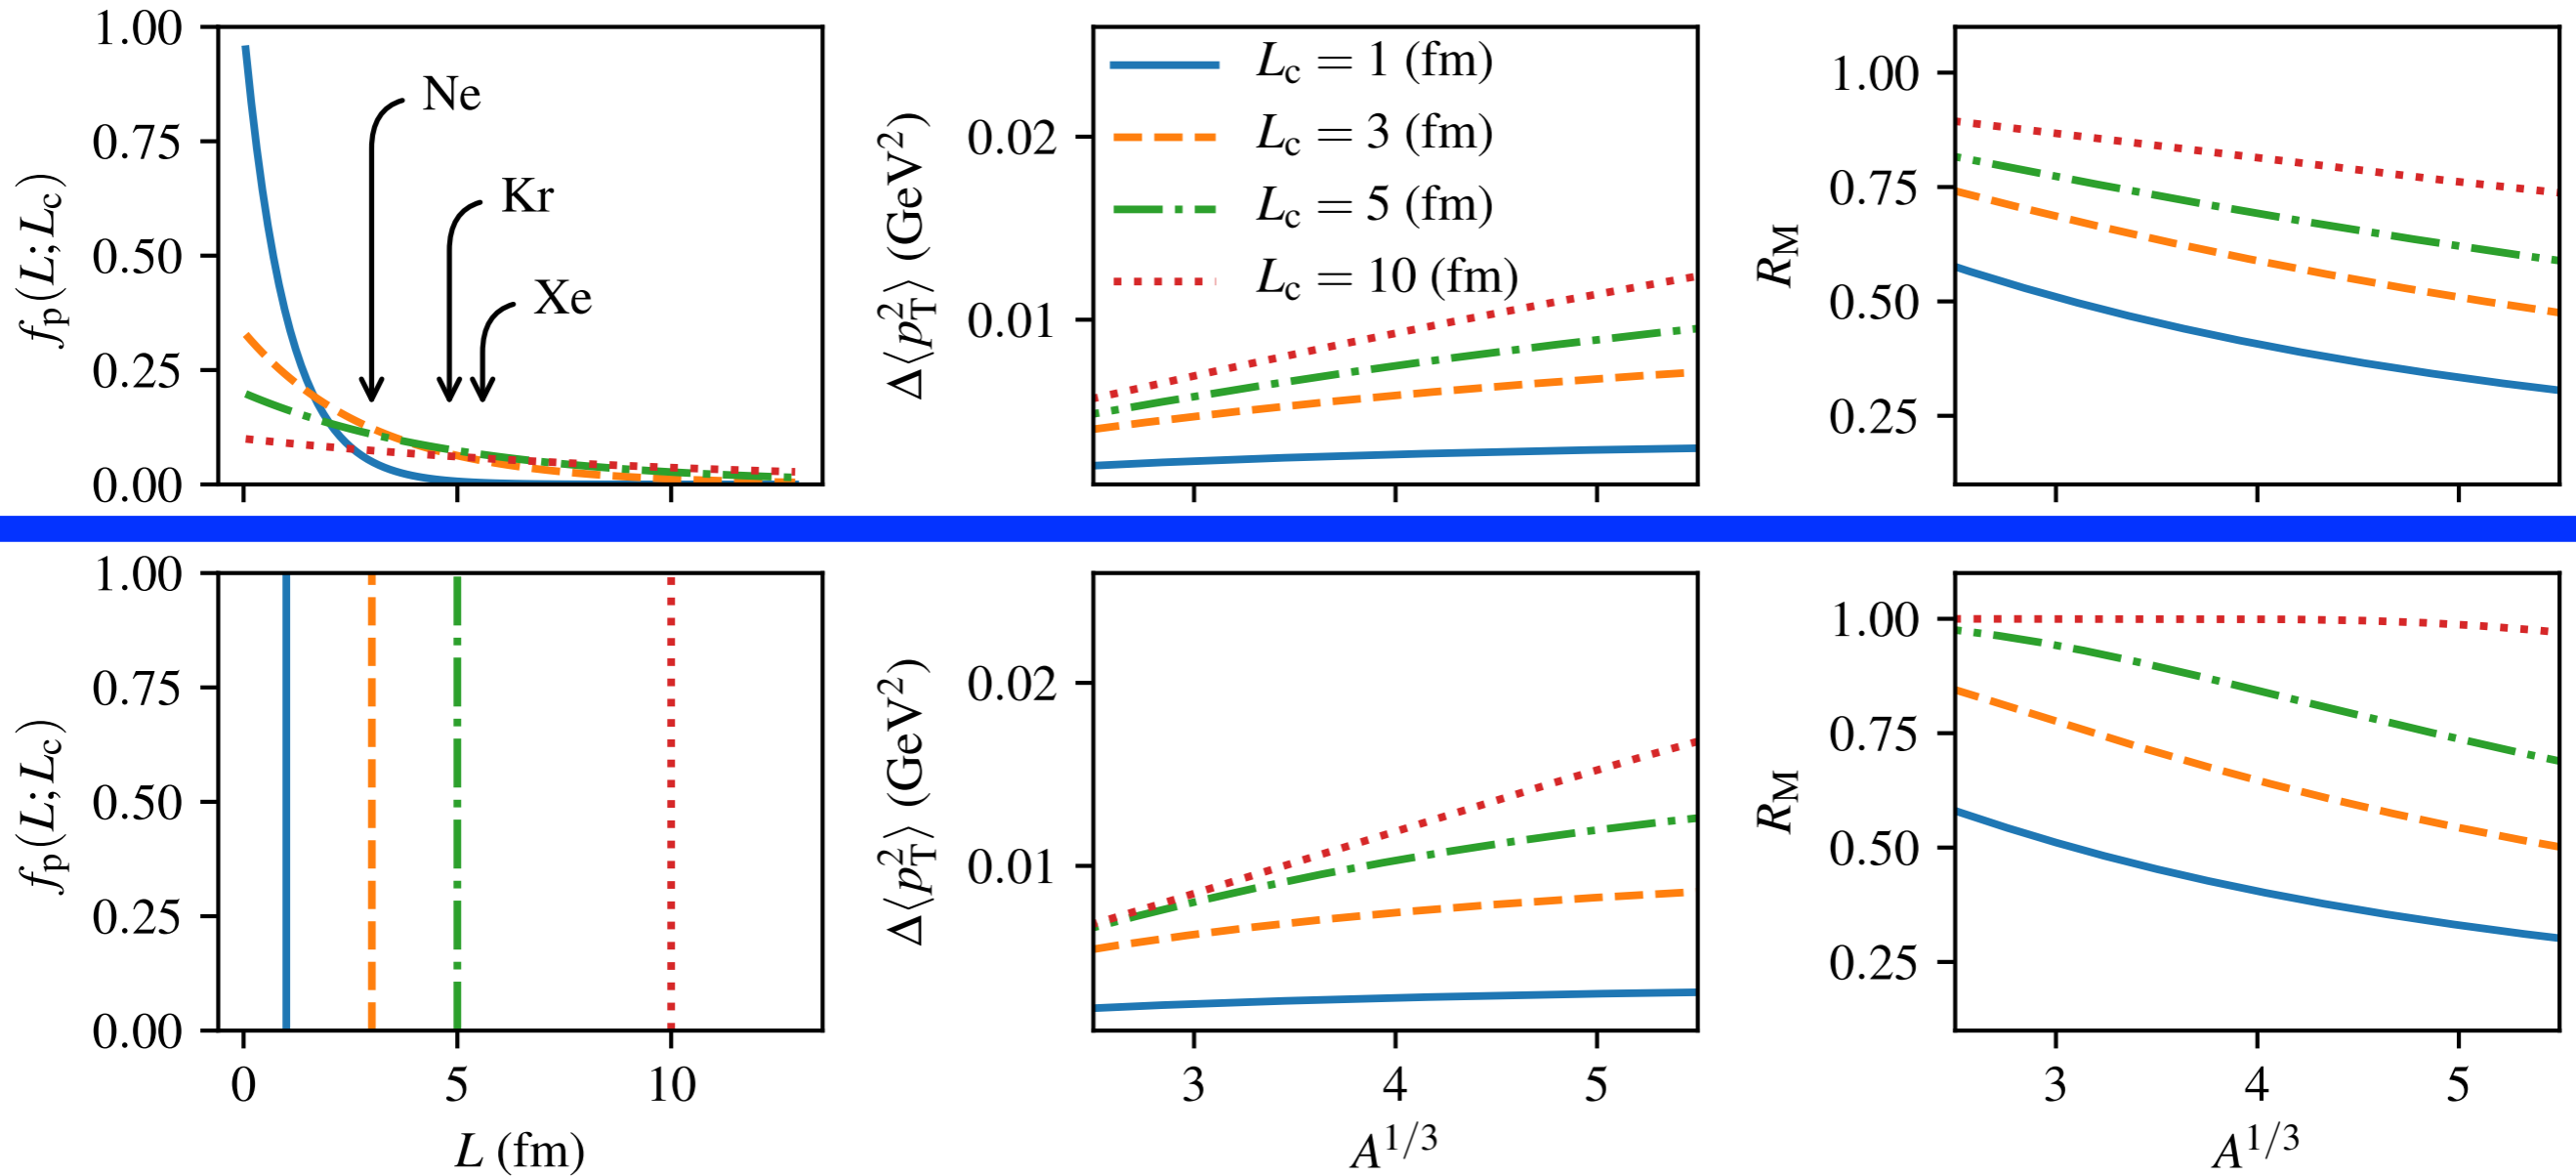 1.00
0.75
0.50
0.25
0.00
f_p(L;L_c)
Ne
Kr
Xe
0.02
0.01
Δ⟨p_T^2⟩ (GeV^2)
L_c = 1 (fm)
L_c = 3 (fm)
L_c = 5 (fm)
L_c = 10 (fm)
1.00
0.75
0.50
0.25
R_M
1.00
0.75
0.50
0.25
0.00
f_p(L;L_c)
0 5 10
L (fm)
0.02
0.01
Δ⟨p_T^2⟩ (GeV^2)
3 4 5
A^{1/3}
1.00
0.75
0.50
0.25
R_M
3 4 5
A^{1/3}